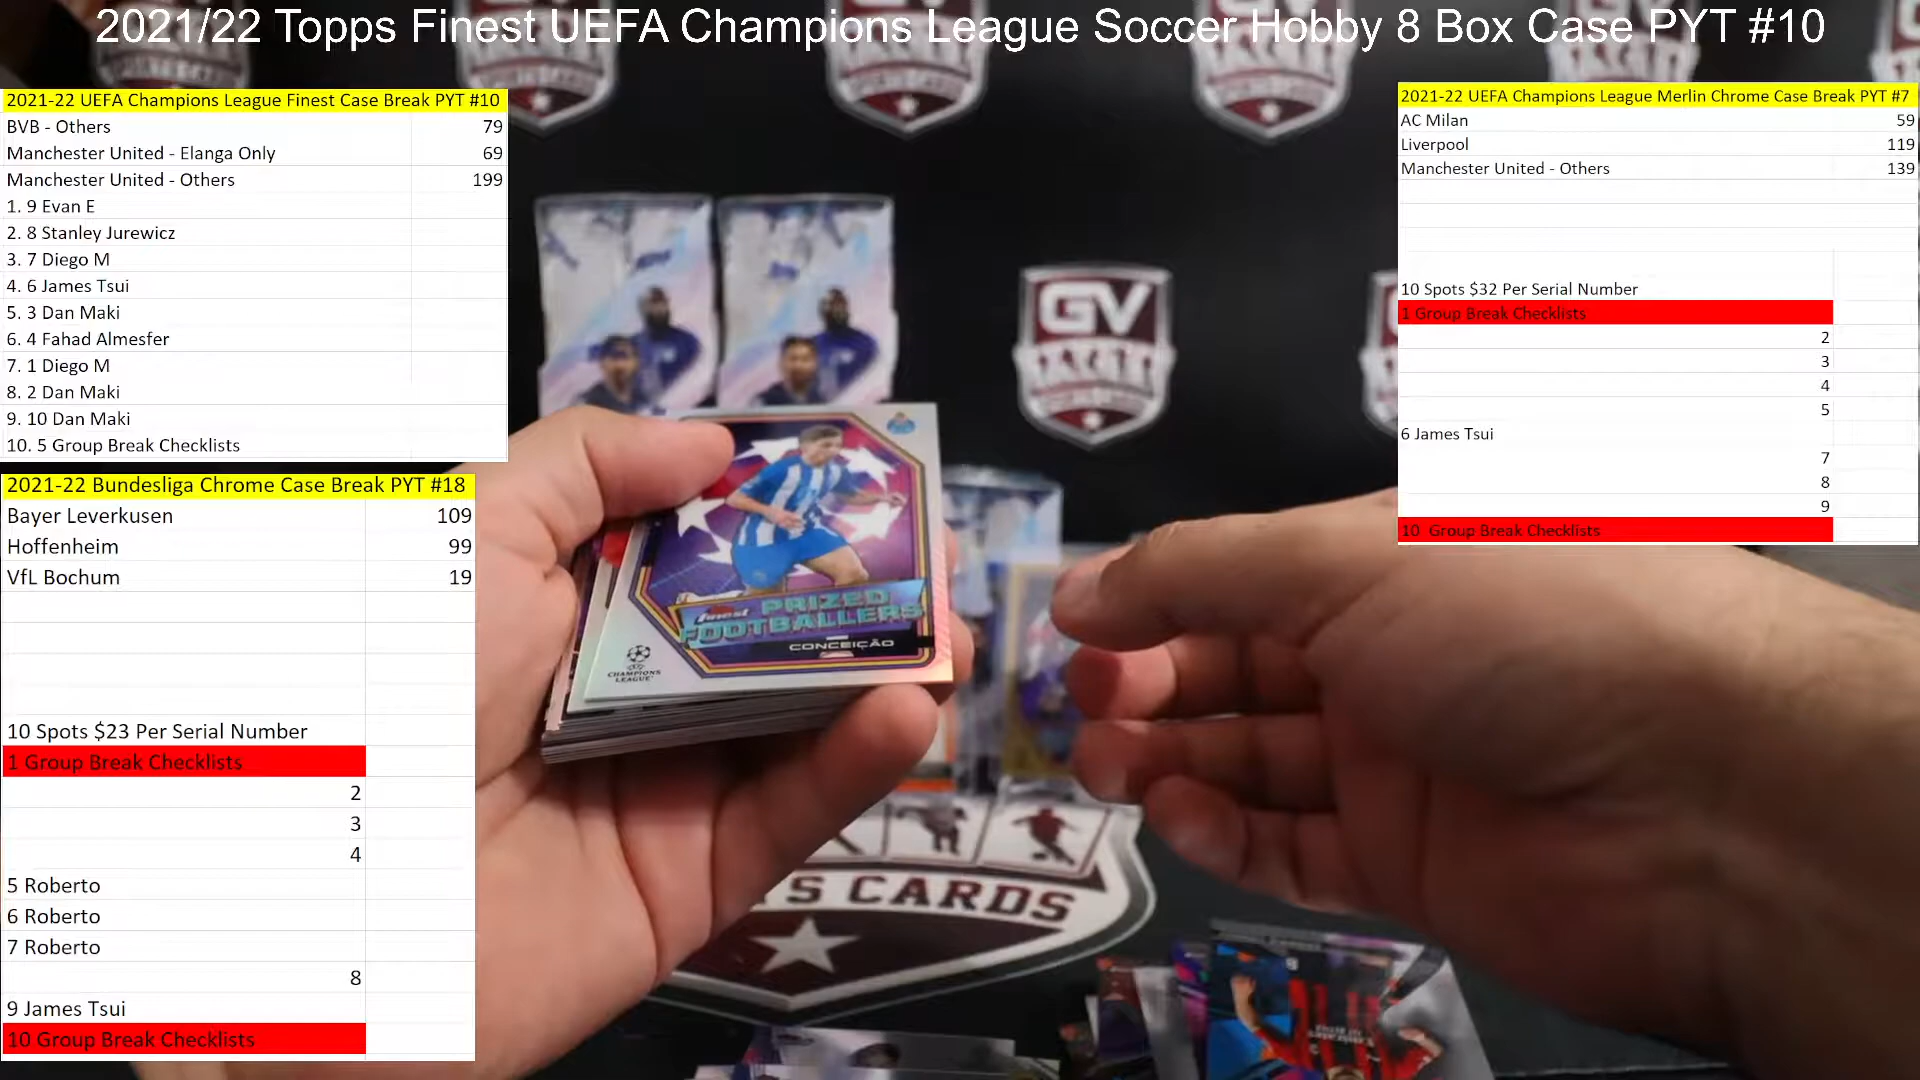 2021/22 Topps Finest UEFA Champions League Soccer Hobby 8 Box Case PYT #10
2021-22 UEFA Champions League Finest Case Break PYT #10
BVB - Others 79
Manchester United - Elanga Only 69
Manchester United - Others 199
1. 9 Evan E
2. 8 Stanley Jurewicz
3. 7 Diego M
4. 6 James Tsui
5. 3 Dan Maki
6. 4 Fahad Almesfer
7. 1 Diego M
8. 2 Dan Maki
9. 10 Dan Maki
10. 5 Group Break Checklists
2021-22 Bundesliga Chrome Case Break PYT #18
Bayer Leverkusen 109
Hoffenheim 99
VfL Bochum 19
10 Spots $23 Per Serial Number
1 Group Break Checklists
2
3
4
5 Roberto
6 Roberto
7 Roberto
8
9 James Tsui
10 Group Break Checklists
2021-22 UEFA Champions League Merlin Chrome Case Break PYT #7
AC Milan 59
Liverpool 119
Manchester United - Others 139
10 Spots $32 Per Serial Number
1 Group Break Checklists
2
3
4
5
6 James Tsui
7
8
9
10 Group Break Checklists
GV
finest PRIZED
FOOTBALLERS
CONCEIÇÃO
CHAMPIONS
LEAGUE
S CARDS